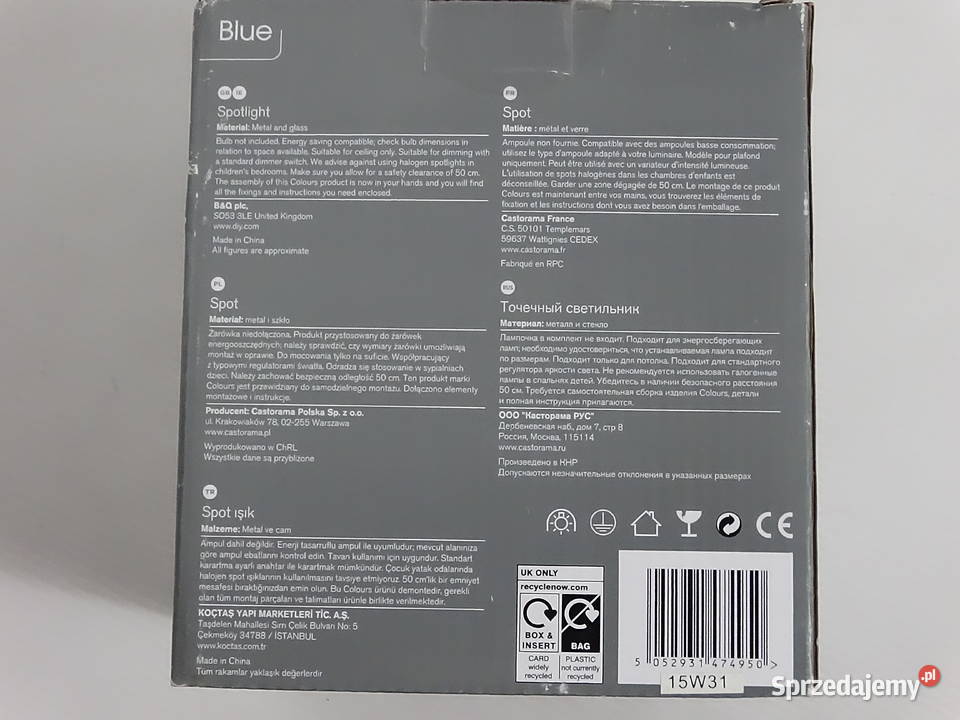 Blue
GB IE
Spotlight
Material: Metal and glass
Bulb not included. Energy saving compatible; check bulb dimensions in
relation to space available. Suitable for ceiling only. Suitable for dimming with
a standard dimmer switch. We advise against using halogen spotlights in
children's bedrooms. Make sure you allow for a safety clearance of 50 cm.
The assembly of this Colours product is now in your hands and you will find
all the fixings and instructions you need enclosed.
B&Q plc,
SO53 3LE United Kingdom
www.diy.com
Made in China
All figures are approximate
PL
Spot
Materiał: metal i szkło
Żarówka niedołączona. Produkt przystosowany do żarówek
energooszczędnych; należy sprawdzić, czy wymiary żarówki umożliwiają
montaż w oprawie. Do mocowania tylko na suficie. Współpracujący
z typowymi regulatorami światła. Odradza się stosowanie w sypialniach
dzieci. Należy zachować bezpieczną odległość 50 cm. Ten produkt marki
Colours jest przewidziany do samodzielnego montażu. Dołączono elementy
montażowe i instrukcje.
Producent: Castorama Polska Sp. z o.o.
ul. Krakowiaków 78, 02-255 Warszawa
www.castorama.pl
Wyprodukowano w ChRL
Wszystkie dane są przybliżone
TR
Spot ışık
Malzeme: Metal ve cam
Ampul dahil değildir. Enerji tasarruflu ampul ile uyumludur; mevcut alanınıza
göre ampul ebatlarını kontrol edin. Tavan kullanımı için uygundur. Standart
karartma ayarlı anahtar ile karartmak mümkündür. Çocuk yatak odalarında
halojen spot ışıklarının kullanılmasını tavsiye etmiyoruz. 50 cm'lik bir emniyet
mesafesi bıraktığınızdan emin olun. Bu Colours ürünü demontedir, gerekli
olan tüm montaj parçaları ve talimatları ürünle birlikte verilmektedir.
KOÇTAŞ YAPI MARKETLERİ TİC. A.Ş.
Taşdelen Mahallesi Sırrı Çelik Bulvarı No: 5
Çekmeköy 34788 / İSTANBUL
www.koctas.com.tr
Made in China
Tüm rakamlar yaklaşık değerlerdir
FR
Spot
Matière : métal et verre
Ampoule non fournie. Compatible avec des ampoules basse consommation;
utilisez le type d'ampoule adapté à votre luminaire. Modèle pour plafond
uniquement. Peut être utilisé avec un variateur d'intensité lumineuse.
L'utilisation de spots halogènes dans les chambres d'enfants est
déconseillée. Garder une zone dégagée de 50 cm. Le montage de ce produit
Colours est maintenant entre vos mains, vous trouverez les éléments de
fixation et les instructions dont vous avez besoin dans l'emballage.
Castorama France
C.S. 50101 Templemars
59637 Wattignies CEDEX
www.castorama.fr
Fabriqué en RPC
RUS
Точечный светильник
Материал: металл и стекло
Лампочка в комплект не входит. Подходит для энергосберегающих
ламп; необходимо удостовериться, что устанавливаемая лампа подходит
по размерам. Подходит только для потолка. Подходит для стандартного
регулятора яркости света. Не рекомендуется использовать галогенные
лампы в спальнях детей. Убедитесь в наличии безопасного расстояния
50 см. Требуется самостоятельная сборка изделия Colours, детали
и полная инструкция прилагаются.
ООО "Касторама РУС"
Дербеневская наб, дом 7, стр 8
Россия, Москва, 115114
www.castorama.ru
Произведено в КНР
Допускаются незначительные отклонения в указанных размерах
CE
UK ONLY
recyclenow.com
BOX &
INSERT
BAG
CARD
widely
recycled
PLASTIC
not currently
recycled
5 052931 474950 >
15W31
Sprzedajemy.pl